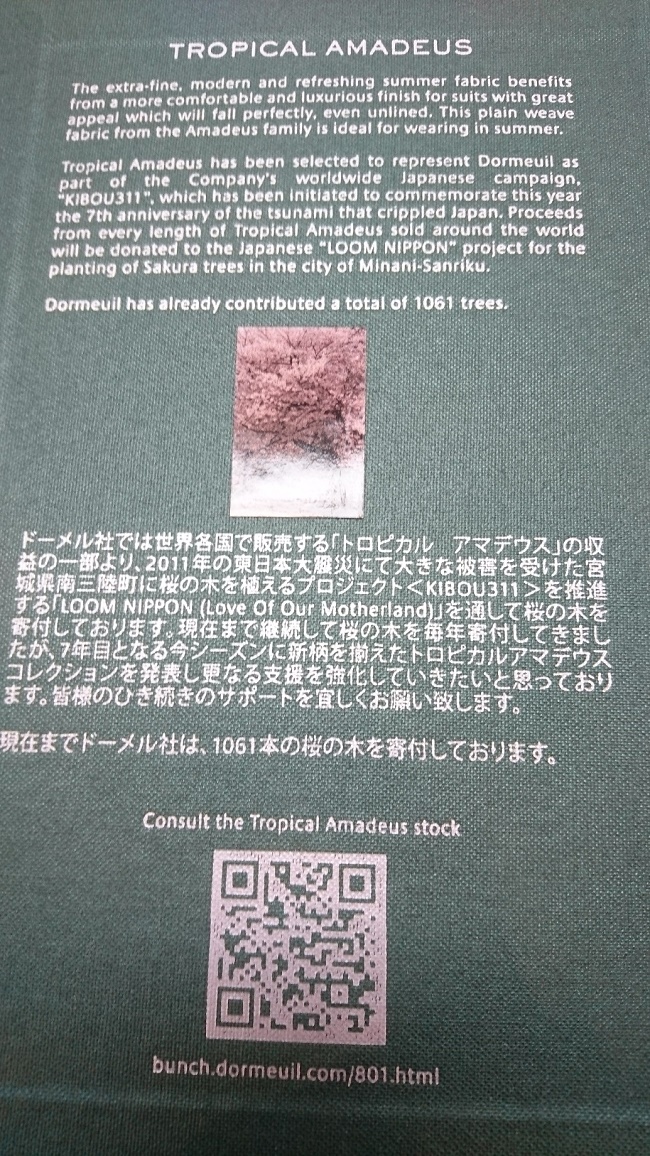 TROPICAL AMADEUS
The extra-fine, modern and refreshing summer fabric benefits
from a more comfortable and luxurious finish for suits with great
appeal which will fall perfectly, even unlined. This plain weave
fabric from the Amadeus family is ideal for wearing in summer.
Tropical Amadeus has been selected to represent Dormeuil as
part of the Company's worldwide Japanese campaign,
"KIBOU311", which has been initiated to commemorate this year
the 7th anniversary of the tsunami that crippled Japan. Proceeds
from every length of Tropical Amadeus sold around the world
will be donated to the Japanese "LOOM NIPPON" project for the
planting of Sakura trees in the city of Minani-Sanriku.
Dormeuil has already contributed a total of 1061 trees.
ドーメル社では世界各国で販売する「トロピカル　アマデウス」の収
益の一部より、2011年の東日本大震災にて大きな被害を受けた宮
城県南三陸町に桜の木を植えるプロジェクト＜KIBOU311＞を推進
する「LOOM NIPPON (Love Of Our Motherland)」を通して桜の木を
寄付しております。現在まで継続して桜の木を毎年寄付してきまし
たが、7年目となる今シーズンに新柄を揃えたトロピカルアマデウス
コレクションを発表し更なる支援を強化していきたいと思っており
ます。皆様のひき続きのサポートを宜しくお願い致します。
現在までドーメル社は、1061本の桜の木を寄付しております。
Consult the Tropical Amadeus stock
bunch.dormeuil.com/801.html